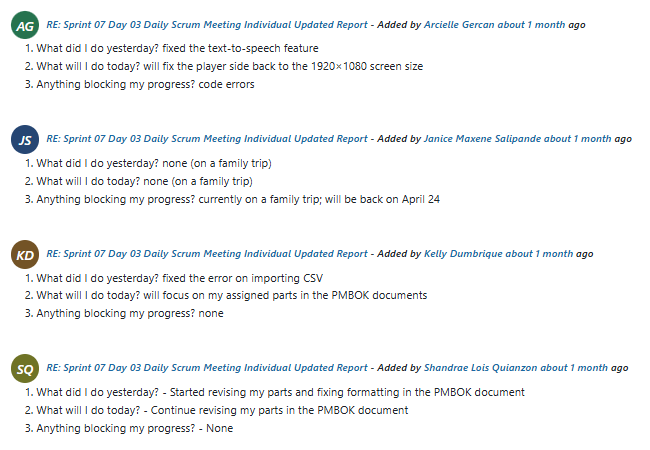 AG
RE: Sprint 07 Day 03 Daily Scrum Meeting Individual Updated Report - Added by Arcielle Gercan about 1 month ago
1. What did I do yesterday? fixed the text-to-speech feature
2. What will I do today? will fix the player side back to the 1920×1080 screen size
3. Anything blocking my progress? code errors
JS
RE: Sprint 07 Day 03 Daily Scrum Meeting Individual Updated Report - Added by Janice Maxene Salipande about 1 month ago
1. What did I do yesterday? none (on a family trip)
2. What will I do today? none (on a family trip)
3. Anything blocking my progress? currently on a family trip; will be back on April 24
KD
RE: Sprint 07 Day 03 Daily Scrum Meeting Individual Updated Report - Added by Kelly Dumbrique about 1 month ago
1. What did I do yesterday? fixed the error on importing CSV
2. What will I do today? will focus on my assigned parts in the PMBOK documents
3. Anything blocking my progress? none
SQ
RE: Sprint 07 Day 03 Daily Scrum Meeting Individual Updated Report - Added by Shandrae Lois Quianzon about 1 month ago
1. What did I do yesterday? - Started revising my parts and fixing formatting in the PMBOK document
2. What will I do today? - Continue revising my parts in the PMBOK document
3. Anything blocking my progress? - None